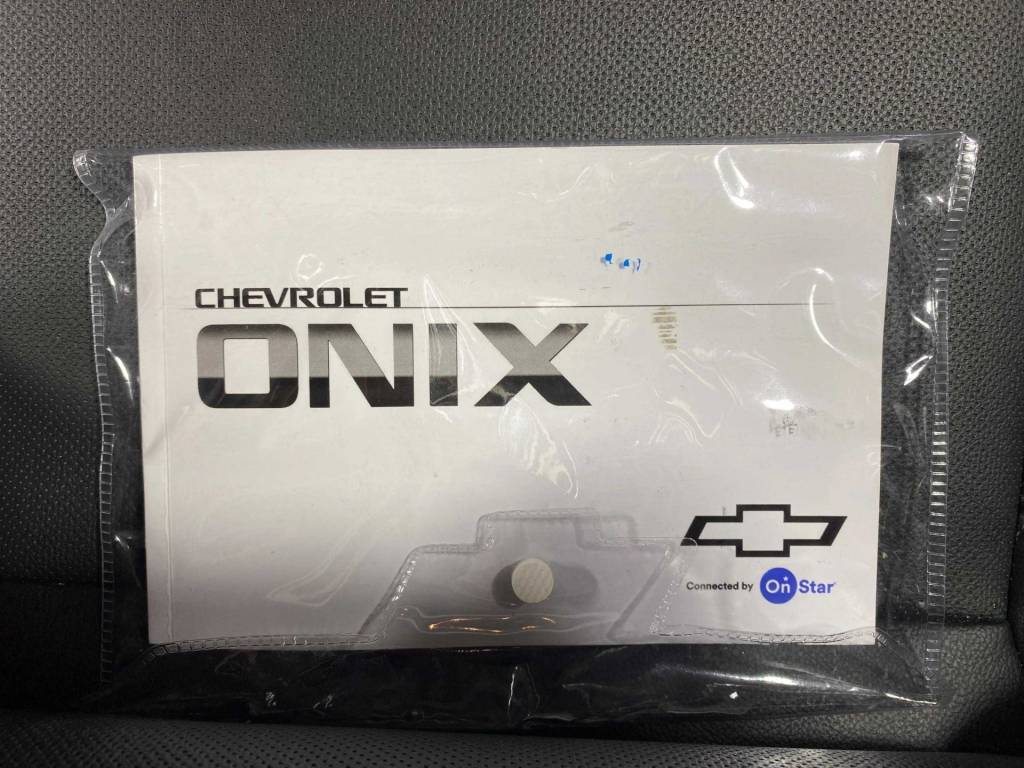 CHEVROLET
ONIX
Connected by OnStar